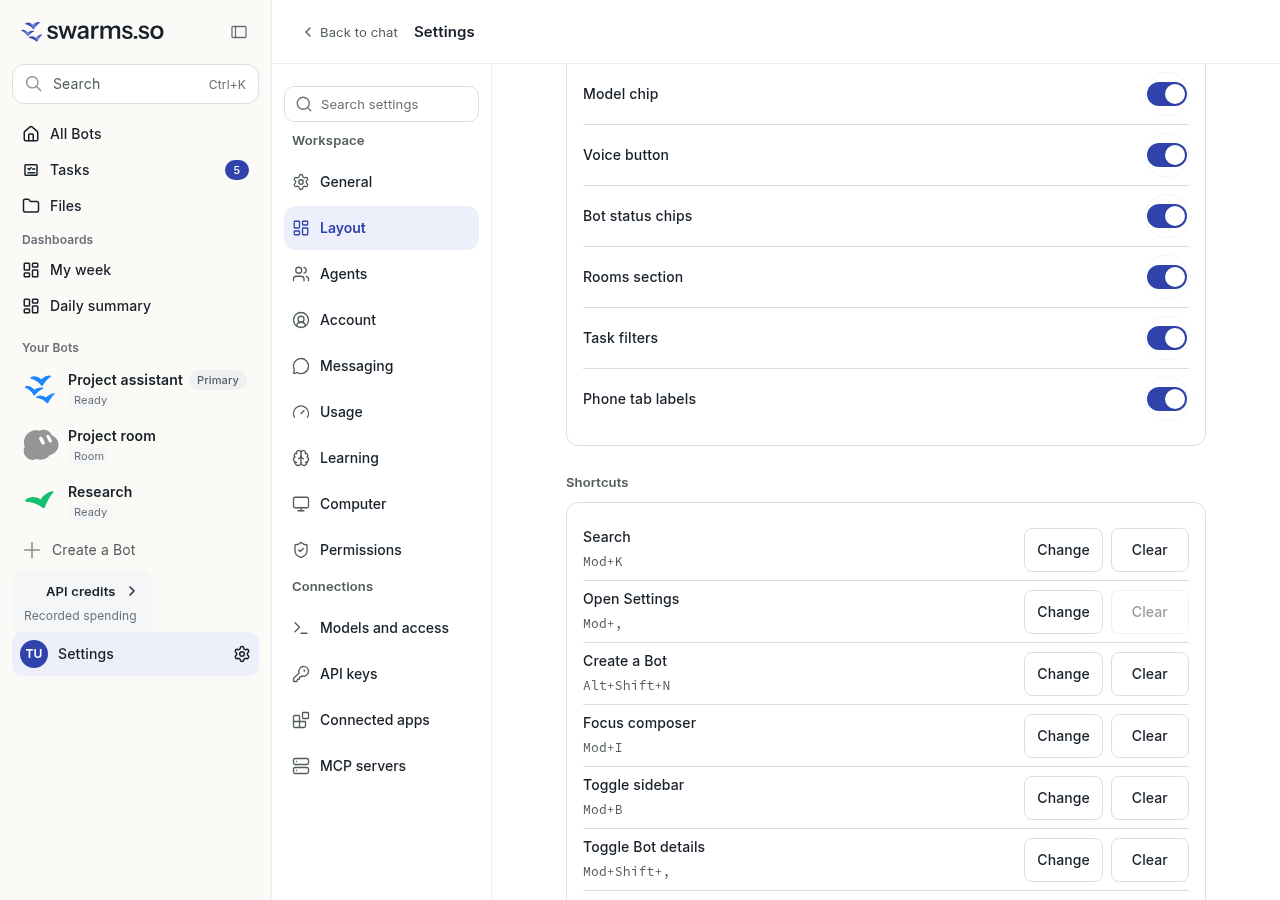 swarms.so
Search Ctrl+K
All Bots
Tasks 5
Files
Dashboards
My week
Daily summary
Your Bots
Project assistant Primary
Ready
Project room
Room
Research
Ready
Create a Bot
API credits
Recorded spending
TU Settings
Back to chat Settings
Search settings
Workspace
General
Layout
Agents
Account
Messaging
Usage
Learning
Computer
Permissions
Connections
Models and access
API keys
Connected apps
MCP servers
Model chip
Voice button
Bot status chips
Rooms section
Task filters
Phone tab labels
Shortcuts
Search
Mod+K
Change Clear
Open Settings
Mod+,
Change Clear
Create a Bot
Alt+Shift+N
Change Clear
Focus composer
Mod+I
Change Clear
Toggle sidebar
Mod+B
Change Clear
Toggle Bot details
Mod+Shift+,
Change Clear